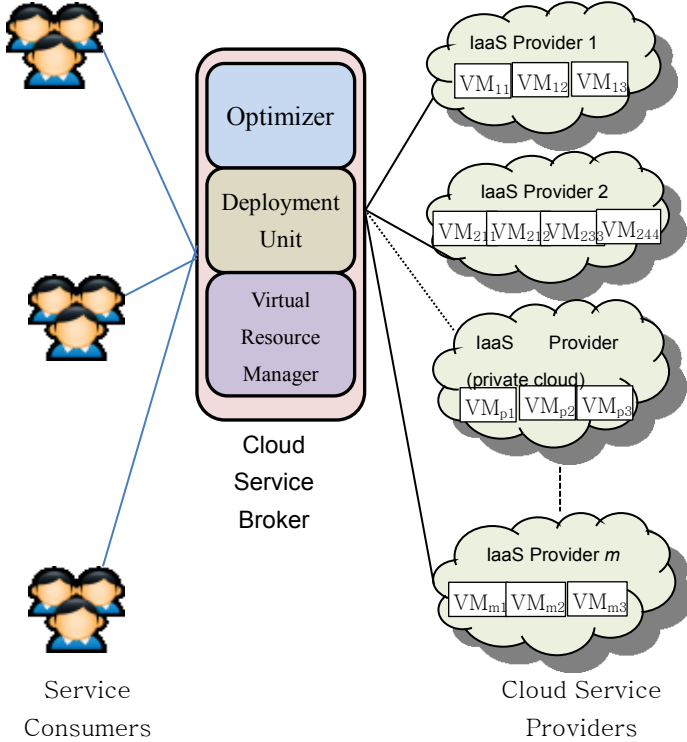 Optimizer
Deployment
Unit
Virtual
Resource
Manager
Cloud
Service
Broker
IaaS Provider 1
VM11 VM12 VM13
IaaS Provider 2
VM211 VM212 VM233 VM244
IaaS Provider
(private cloud)
VMp1 VMp2 VMp3
IaaS Provider m
VMm1 VMm2 VMm3
Service
Consumers
Cloud Service
Providers